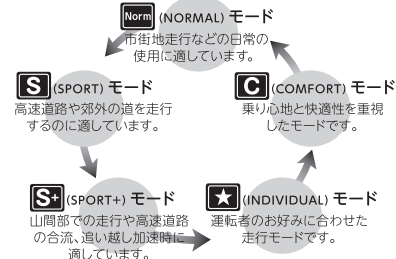 Norm (NORMAL) モード
市街地走行などの日常の
使用に適しています。
S (SPORT) モード
高速道路や郊外の道を走行
するのに適しています。
S+ (SPORT+) モード
山間部での走行や高速道路
の合流、追い越し加速時に
適しています。
★ (INDIVIDUAL) モード
運転者のお好みに合わせた
走行モードです。
C (COMFORT) モード
乗り心地と快適性を重視
したモードです。